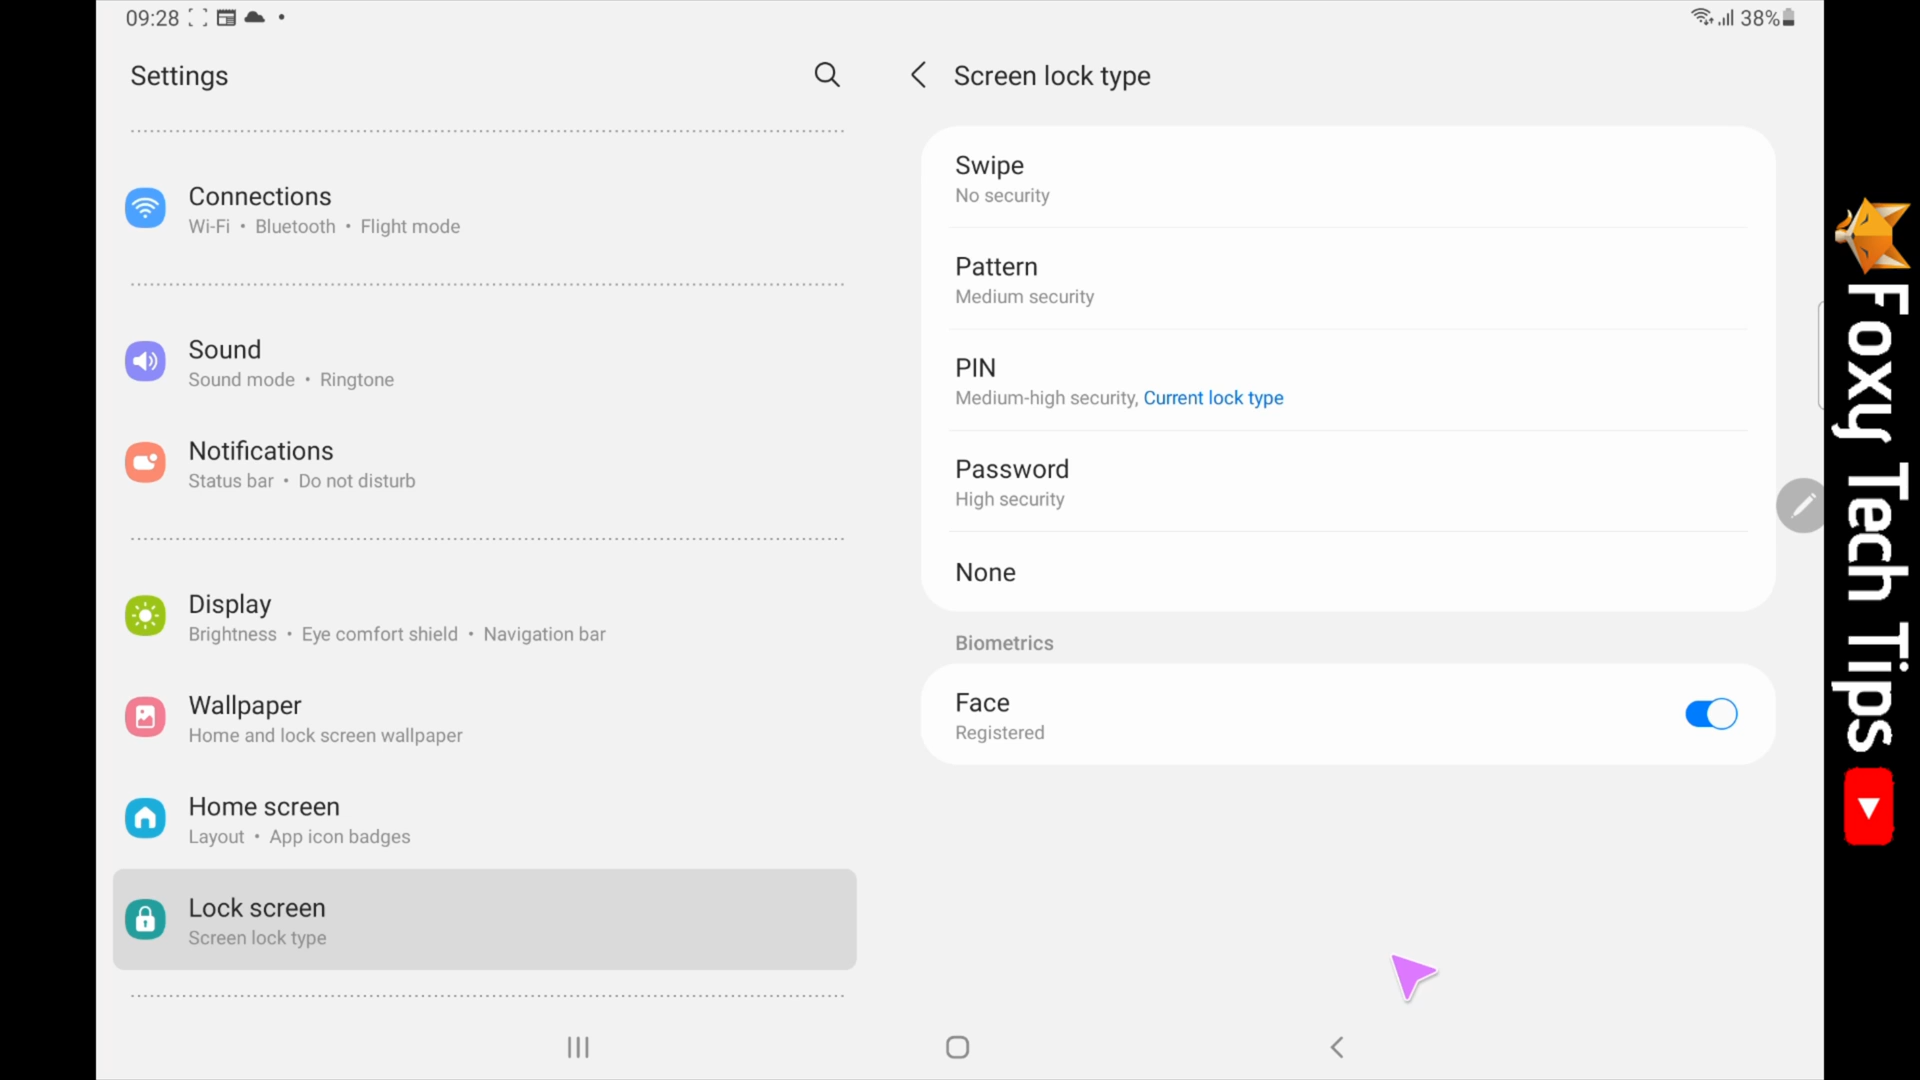 09:28
38%
Settings
Connections
Wi-Fi • Bluetooth • Flight mode
Sound
Sound mode • Ringtone
Notifications
Status bar • Do not disturb
Display
Brightness • Eye comfort shield • Navigation bar
Wallpaper
Home and lock screen wallpaper
Home screen
Layout • App icon badges
Lock screen
Screen lock type
Screen lock type
Swipe
No security
Pattern
Medium security
PIN
Medium-high security, Current lock type
Password
High security
None
Biometrics
Face
Registered
Foxy Tech Tips